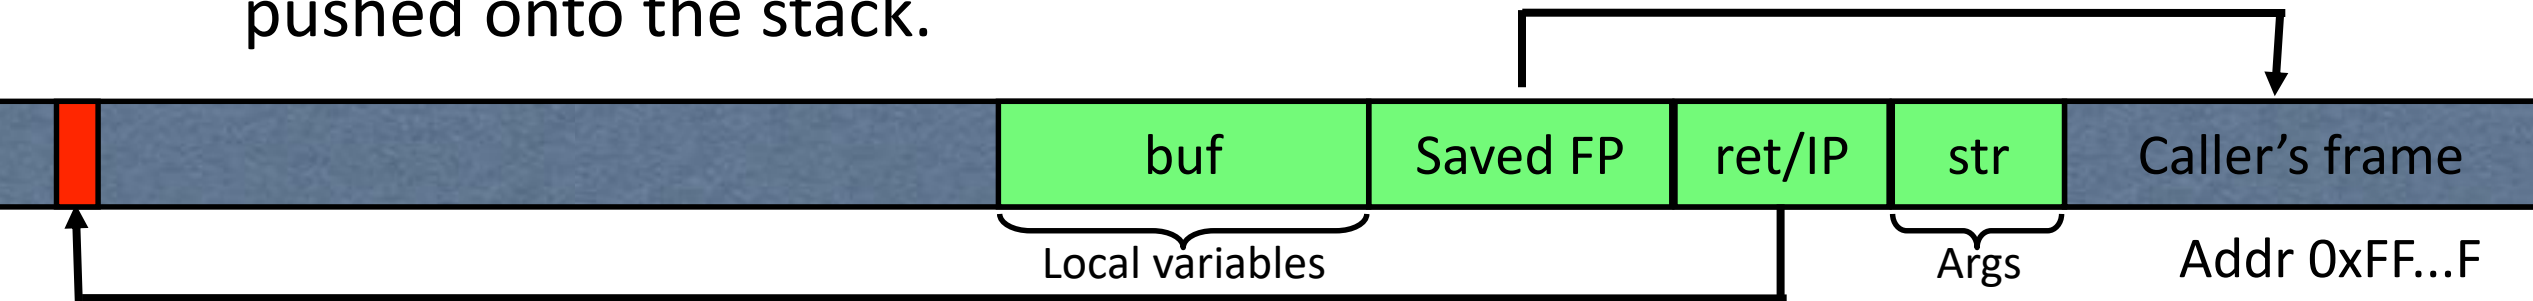 pushed onto the stack.
buf Saved FP ret/IP str Caller’s frame
Local variables Args Addr 0xFF...F